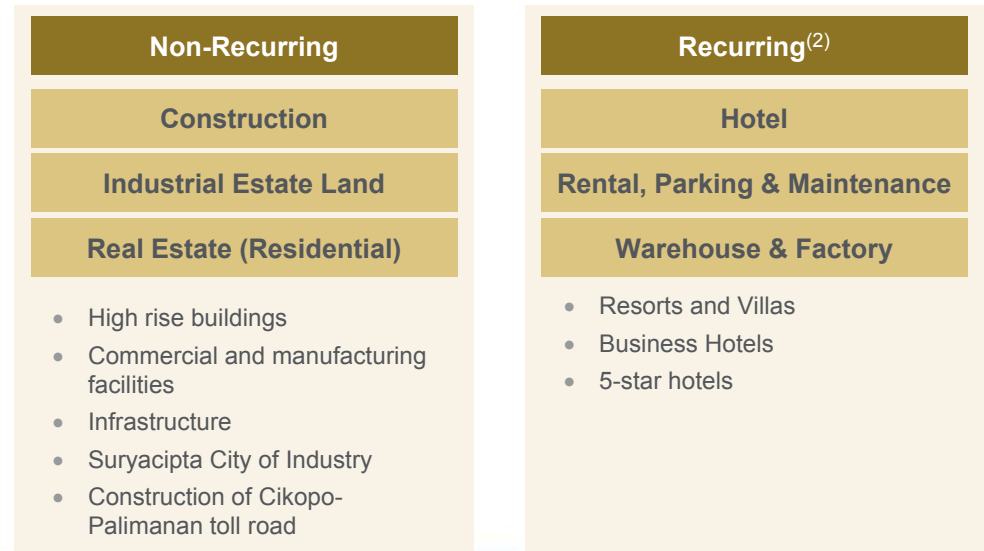 Non-Recurring
Construction
Industrial Estate Land
Real Estate (Residential)
• High rise buildings
• Commercial and manufacturing
facilities
• Infrastructure
• Suryacipta City of Industry
• Construction of Cikopo-
Palimanan toll road
Recurring(2)
Hotel
Rental, Parking & Maintenance
Warehouse & Factory
• Resorts and Villas
• Business Hotels
• 5-star hotels